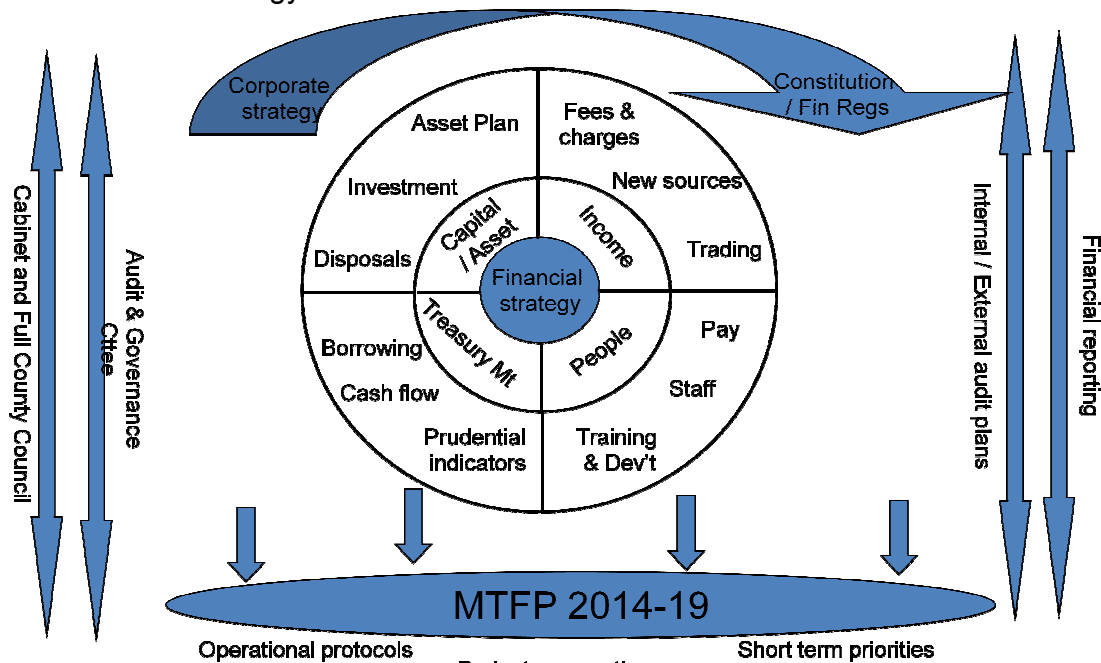 Corporate
strategy
Constitution
/ Fin Regs
Asset Plan
Fees &
charges
Investment
New sources
Capital
/ Asset
Income
Disposals
Trading
Financial
strategy
Treasury Mt
People
Borrowing
Pay
Cash flow
Staff
Prudential
indicators
Training
& Dev't
Cabinet and Full County Council
Audit & Governance
Cttee
Internal / External audit plans
Financial reporting
MTFP 2014-19
Operational protocols
Short term priorities